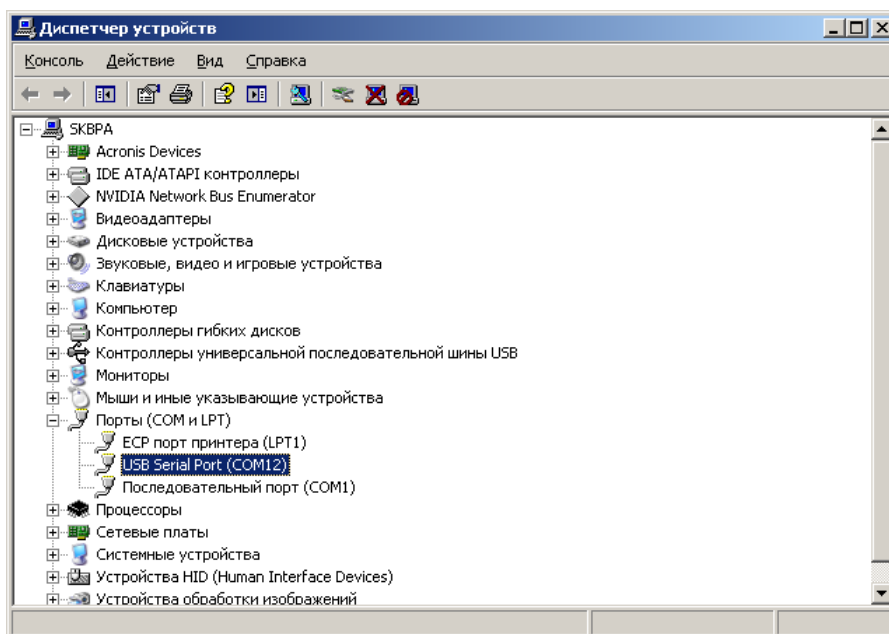 Диспетчер устройств
Консоль Действие Вид Справка
SKBPA
Acronis Devices
IDE ATA/ATAPI контроллеры
NVIDIA Network Bus Enumerator
Видеоадаптеры
Дисковые устройства
Звуковые, видео и игровые устройства
Клавиатуры
Компьютер
Контроллеры гибких дисков
Контроллеры универсальной последовательной шины USB
Мониторы
Мыши и иные указывающие устройства
Порты (COM и LPT)
ECP порт принтера (LPT1)
USB Serial Port (COM12)
Последовательный порт (COM1)
Процессоры
Сетевые платы
Системные устройства
Устройства HID (Human Interface Devices)
Устройства обработки изображений